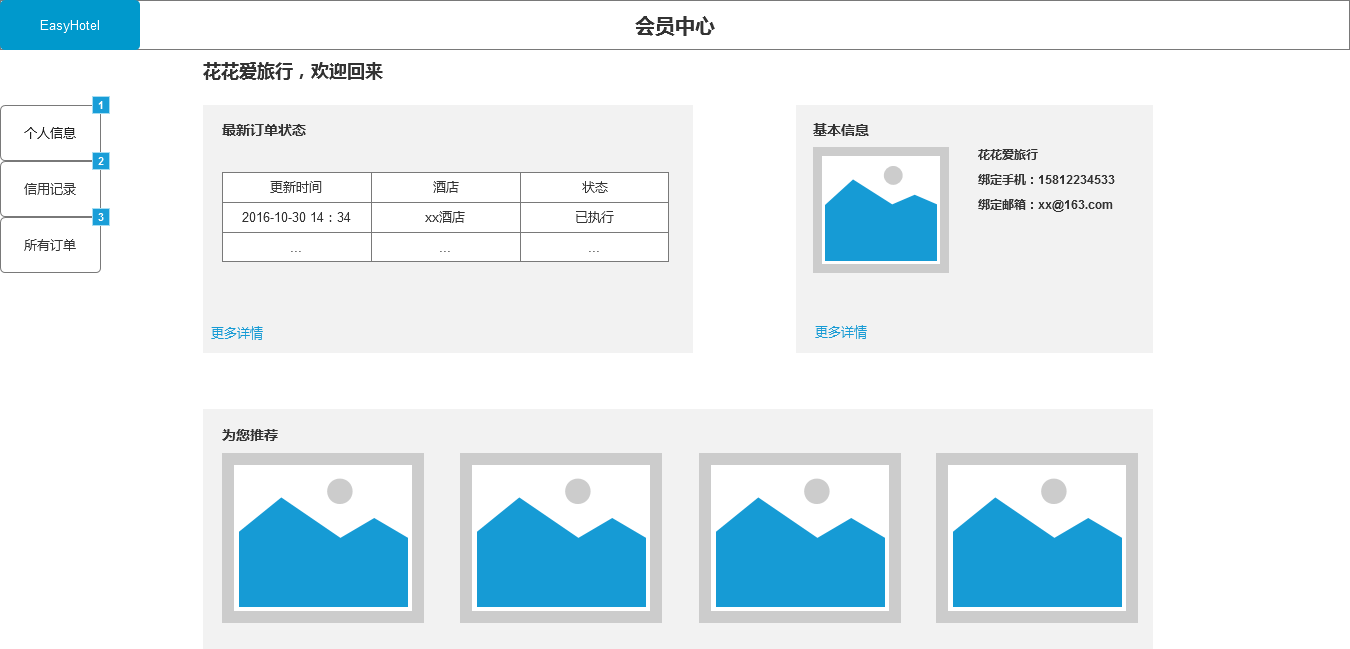 EasyHotel
会员中心
花花爱旅行，欢迎回来
1
个人信息
2
信用记录
3
所有订单
最新订单状态
更新时间 酒店 状态
2016-10-30 14：34 xx酒店 已执行
... ... ...
更多详情
基本信息
花花爱旅行
绑定手机：15812234533
绑定邮箱：xx@163.com
更多详情
为您推荐